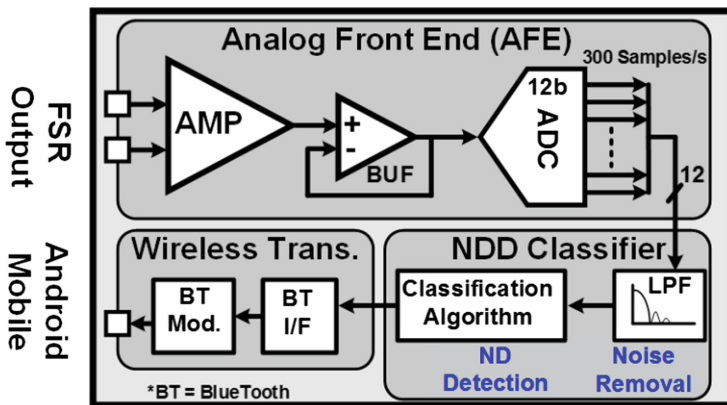 Analog Front End (AFE)
300 Samples/s
FSR
Output
AMP
+
-
BUF
12b
ADC
12
Android
Mobile
Wireless Trans.
BT
Mod.
BT
I/F
*BT = BlueTooth
NDD Classifier
Classification
Algorithm
ND
Detection
LPF
Noise
Removal